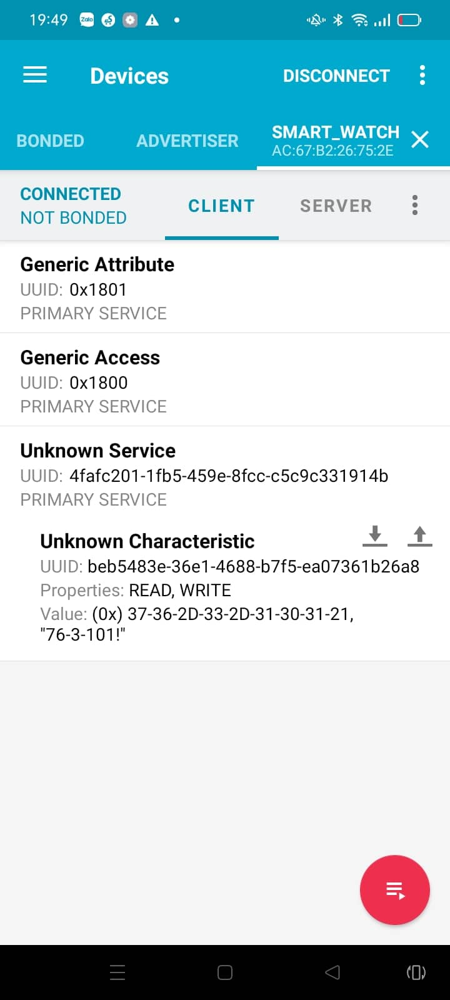 19:49 Zalo
Devices DISCONNECT
BONDED ADVERTISER SMART_WATCH
AC:67:B2:26:75:2E
CONNECTED
NOT BONDED
CLIENT SERVER
Generic Attribute
UUID: 0x1801
PRIMARY SERVICE
Generic Access
UUID: 0x1800
PRIMARY SERVICE
Unknown Service
UUID: 4fafc201-1fb5-459e-8fcc-c5c9c331914b
PRIMARY SERVICE
Unknown Characteristic
UUID: beb5483e-36e1-4688-b7f5-ea07361b26a8
Properties: READ, WRITE
Value: (0x) 37-36-2D-33-2D-31-30-31-21,
"76-3-101!"